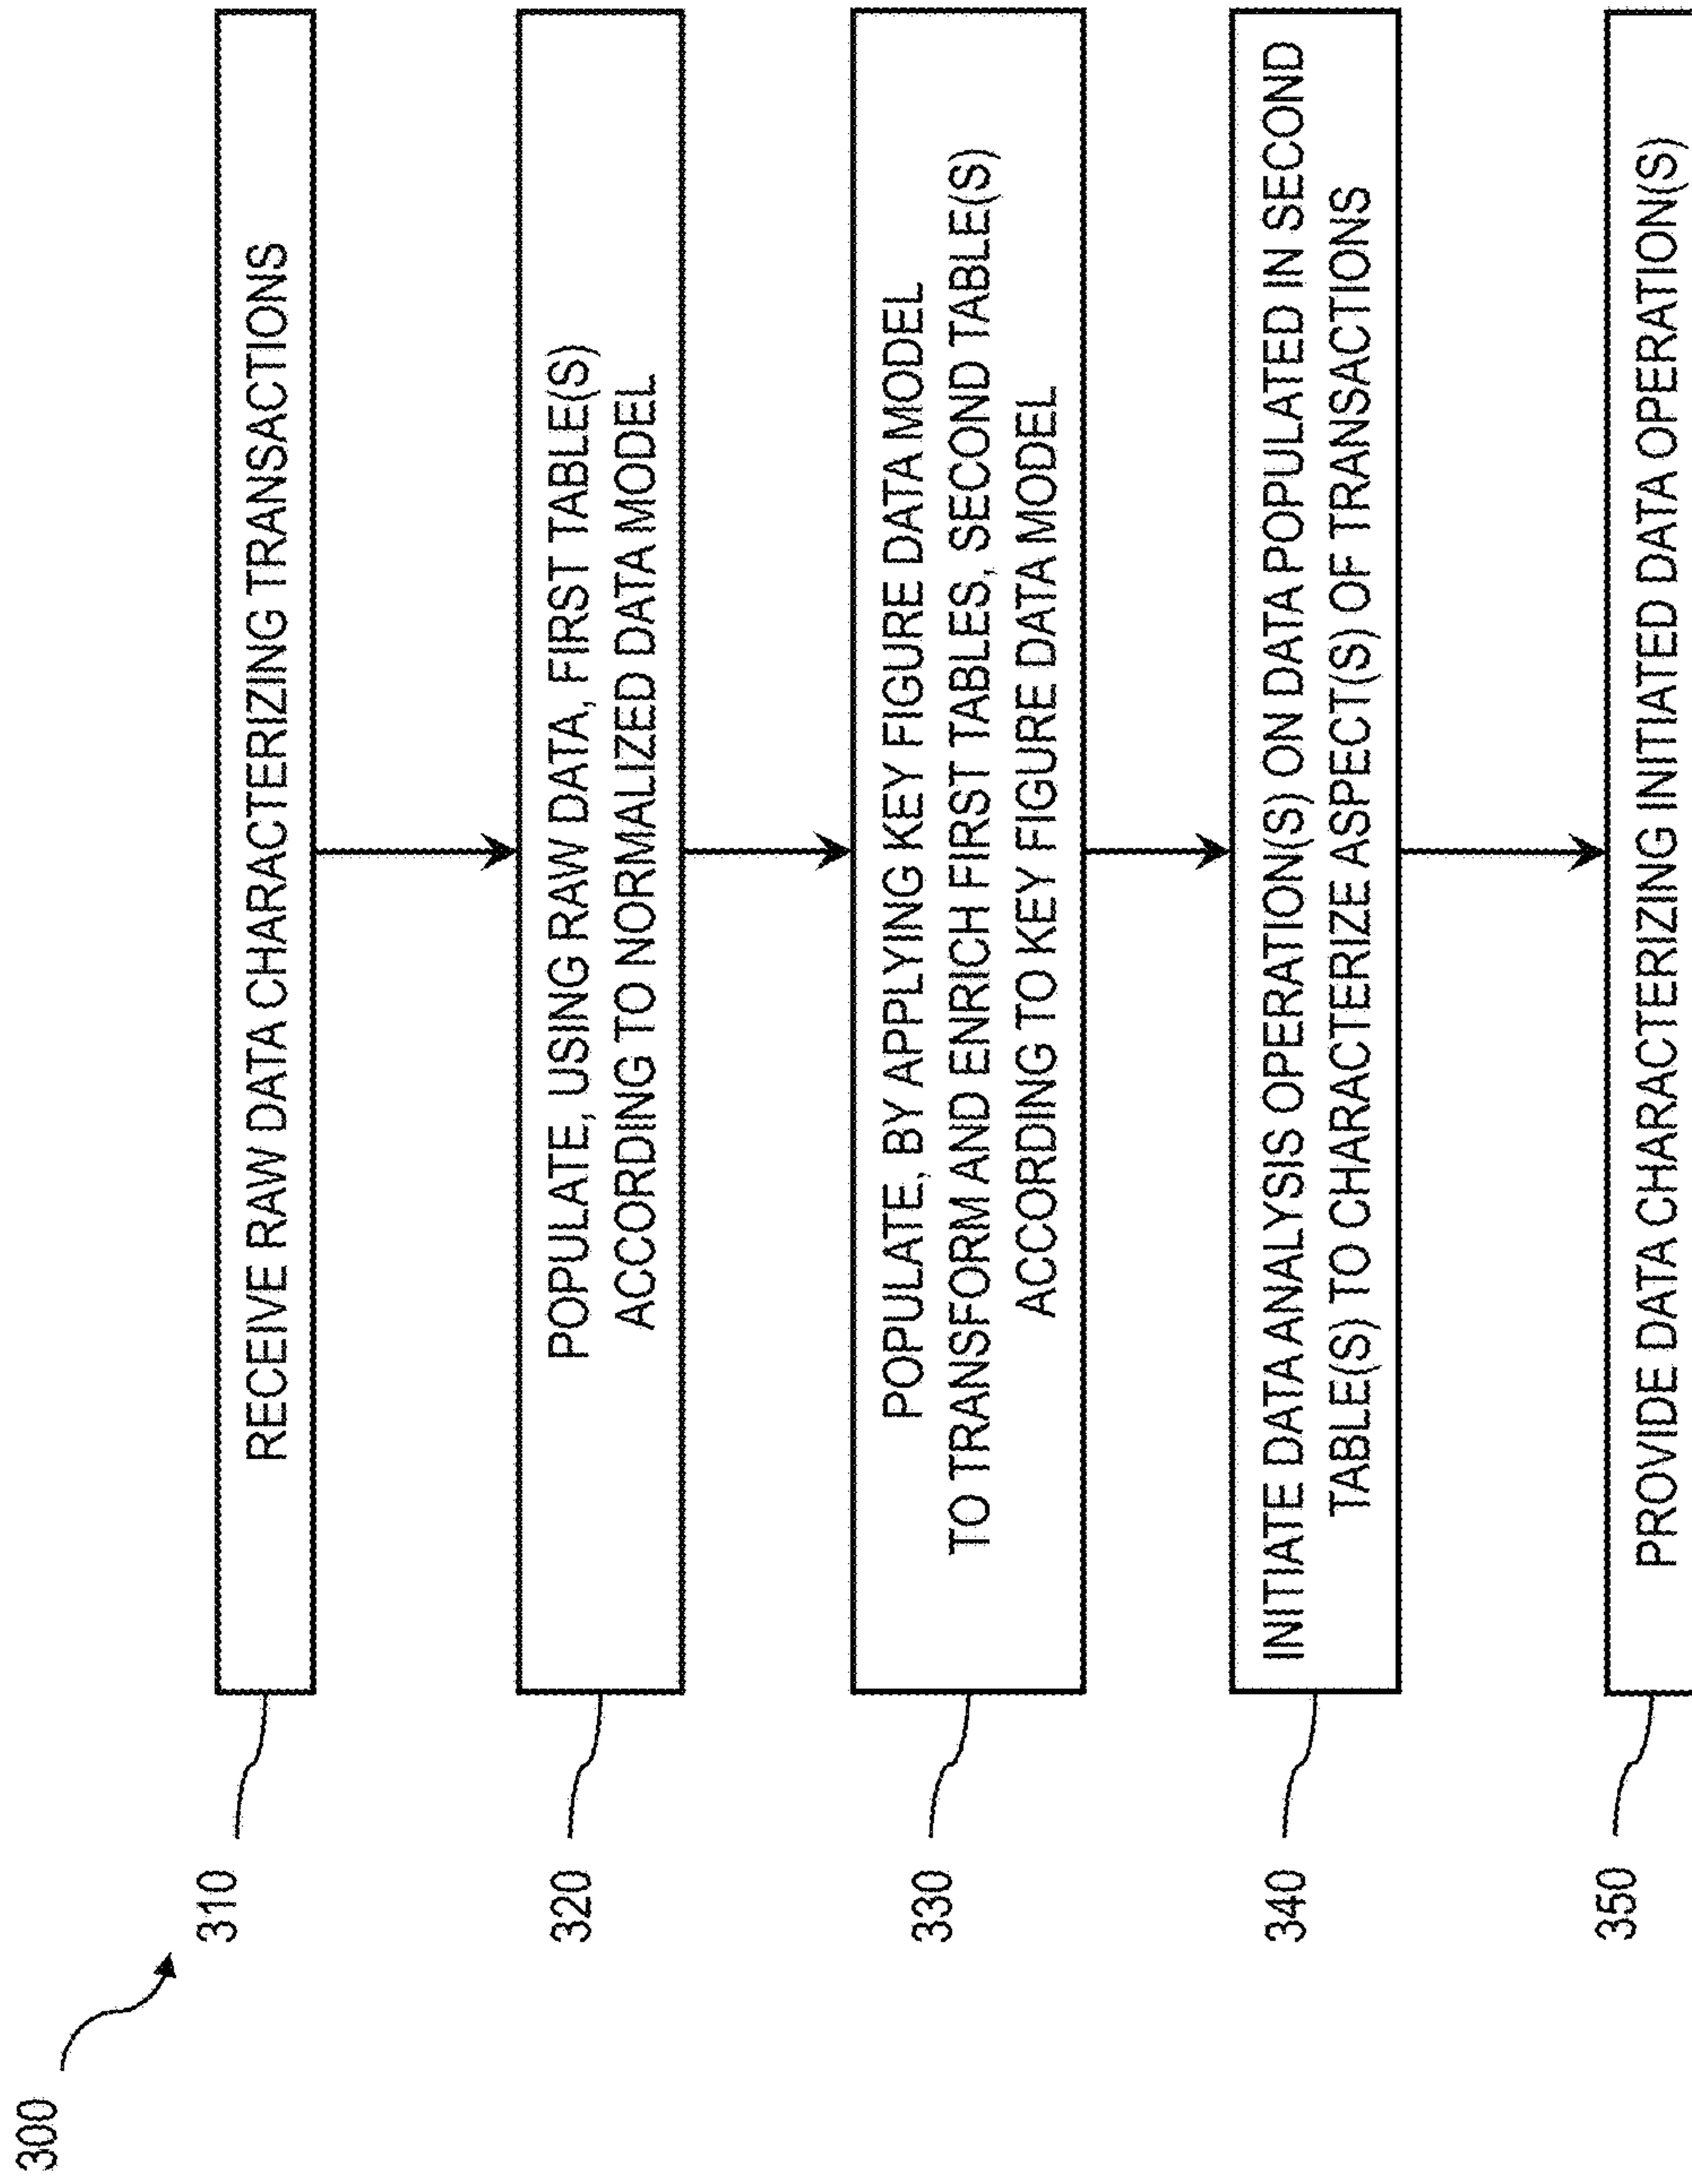 300
310
RECEIVE RAW DATA CHARACTERIZING TRANSACTIONS
320
POPULATE, USING RAW DATA, FIRST TABLE(S)
ACCORDING TO NORMALIZED DATA MODEL
330
POPULATE, BY APPLYING KEY FIGURE DATA MODEL
TO TRANSFORM AND ENRICH FIRST TABLES, SECOND TABLE(S)
ACCORDING TO KEY FIGURE DATA MODEL
340
INITIATE DATA ANALYSIS OPERATION(S) ON DATA POPULATED IN SECOND
TABLE(S) TO CHARACTERIZE ASPECT(S) OF TRANSACTIONS
350
PROVIDE DATA CHARACTERIZING INITIATED DATA OPERATION(S)